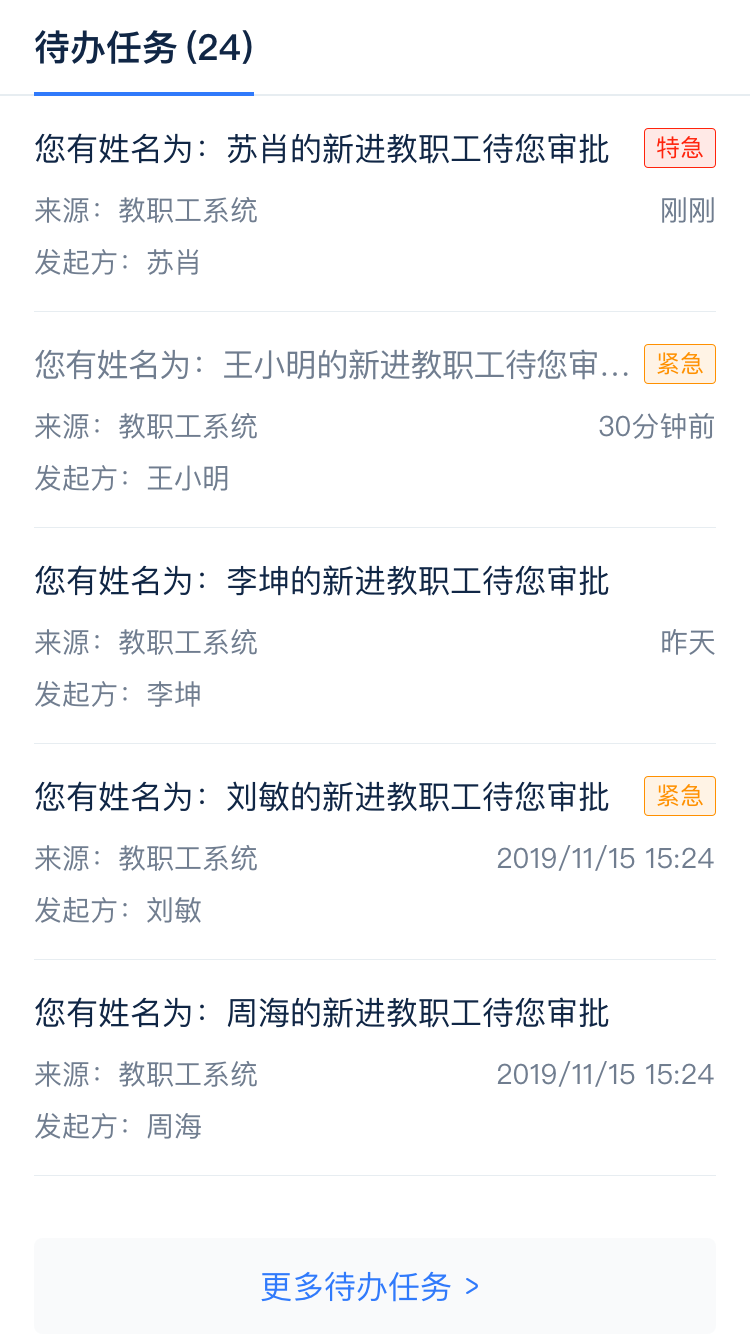 待办任务 (24)
您有姓名为：苏肖的新进教职工待您审批 特急
来源：教职工系统 刚刚
发起方：苏肖
您有姓名为：王小明的新进教职工待您审... 紧急
来源：教职工系统 30分钟前
发起方：王小明
您有姓名为：李坤的新进教职工待您审批
来源：教职工系统 昨天
发起方：李坤
您有姓名为：刘敏的新进教职工待您审批 紧急
来源：教职工系统 2019/11/15 15:24
发起方：刘敏
您有姓名为：周海的新进教职工待您审批
来源：教职工系统 2019/11/15 15:24
发起方：周海
更多待办任务 >